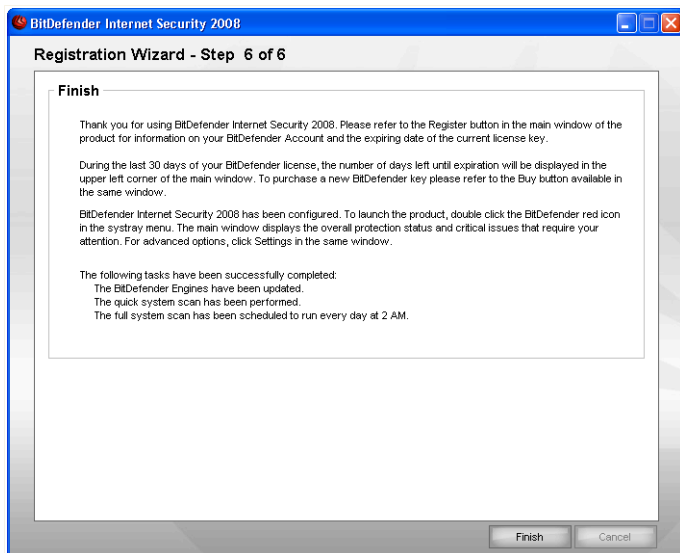 BitDefender Internet Security 2008
Registration Wizard - Step 6 of 6
Finish
Thank you for using BitDefender Internet Security 2008. Please refer to the Register button in the main window of the
product for information on your BitDefender Account and the expiring date of the current license key.
During the last 30 days of your BitDefender license, the number of days left until expiration will be displayed in the
upper left corner of the main window. To purchase a new BitDefender key please refer to the Buy button available in
the same window.
BitDefender Internet Security 2008 has been configured. To launch the product, double click the BitDefender red icon
in the systray menu. The main window displays the overall protection status and critical issues that require your
attention. For advanced options, click Settings in the same window.
The following tasks have been successfully completed:
The BitDefender Engines have been updated.
The quick system scan has been performed.
The full system scan has been scheduled to run every day at 2 AM.
Finish
Cancel